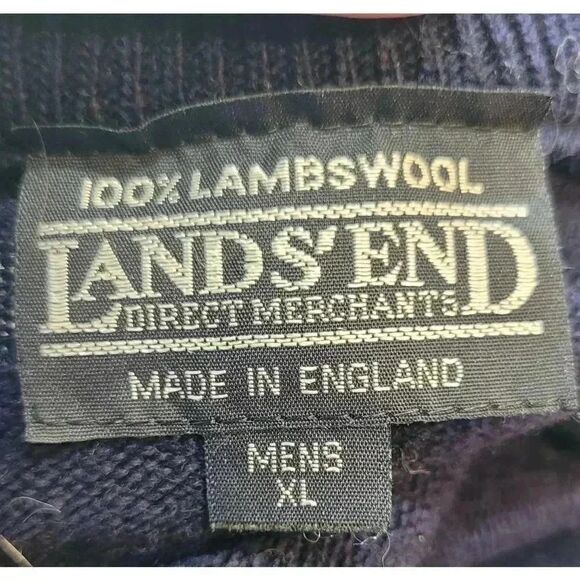 100% LAMBSWOOL
LANDS' END
DIRECT MERCHANTS
MADE IN ENGLAND
MENS
XL